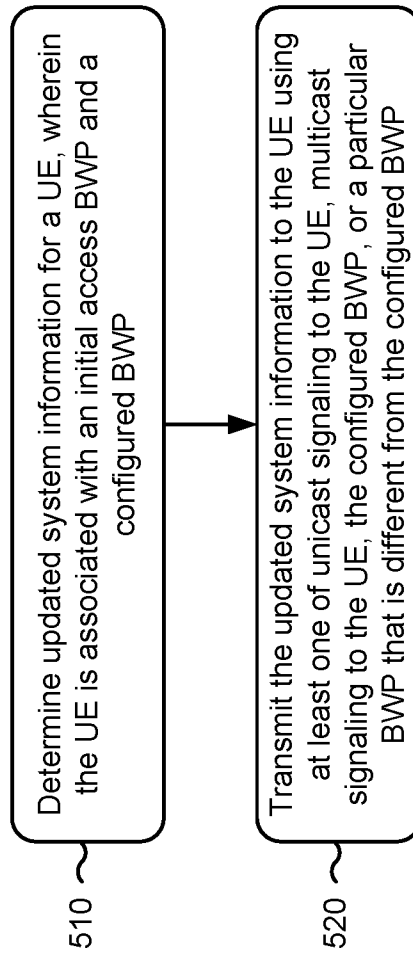 510
Determine updated system information for a UE, wherein
the UE is associated with an initial access BWP and a
configured BWP
520
Transmit the updated system information to the UE using
at least one of unicast signaling to the UE, multicast
signaling to the UE, the configured BWP, or a particular
BWP that is different from the configured BWP